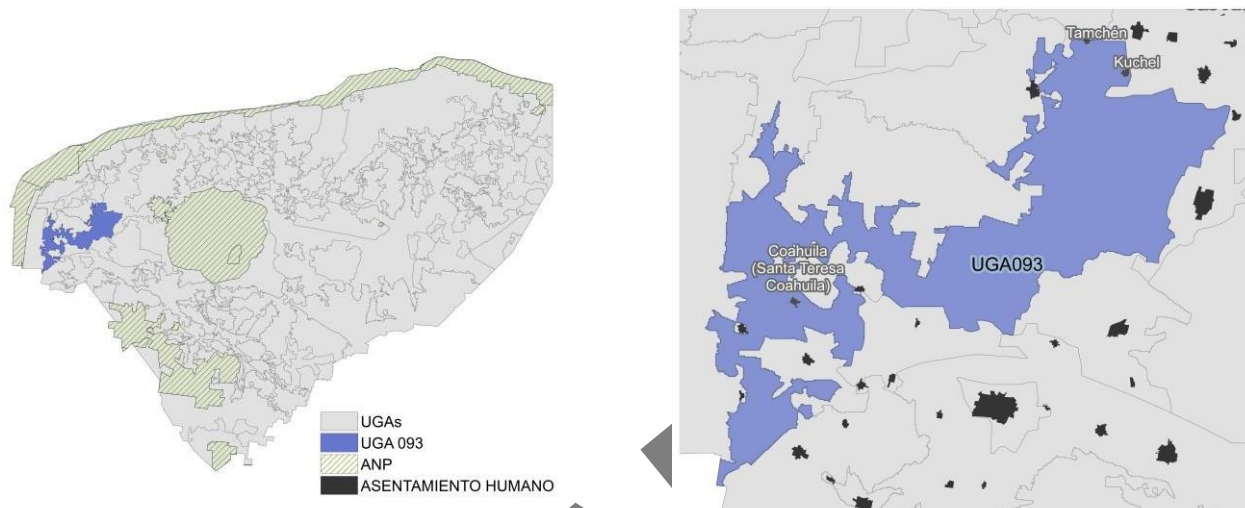 UGAs
UGA 093
ANP
ASENTAMIENTO HUMANO
Tamchén
Kuchel
Coahuila
(Santa Teresa
Coahuila)
UGA093